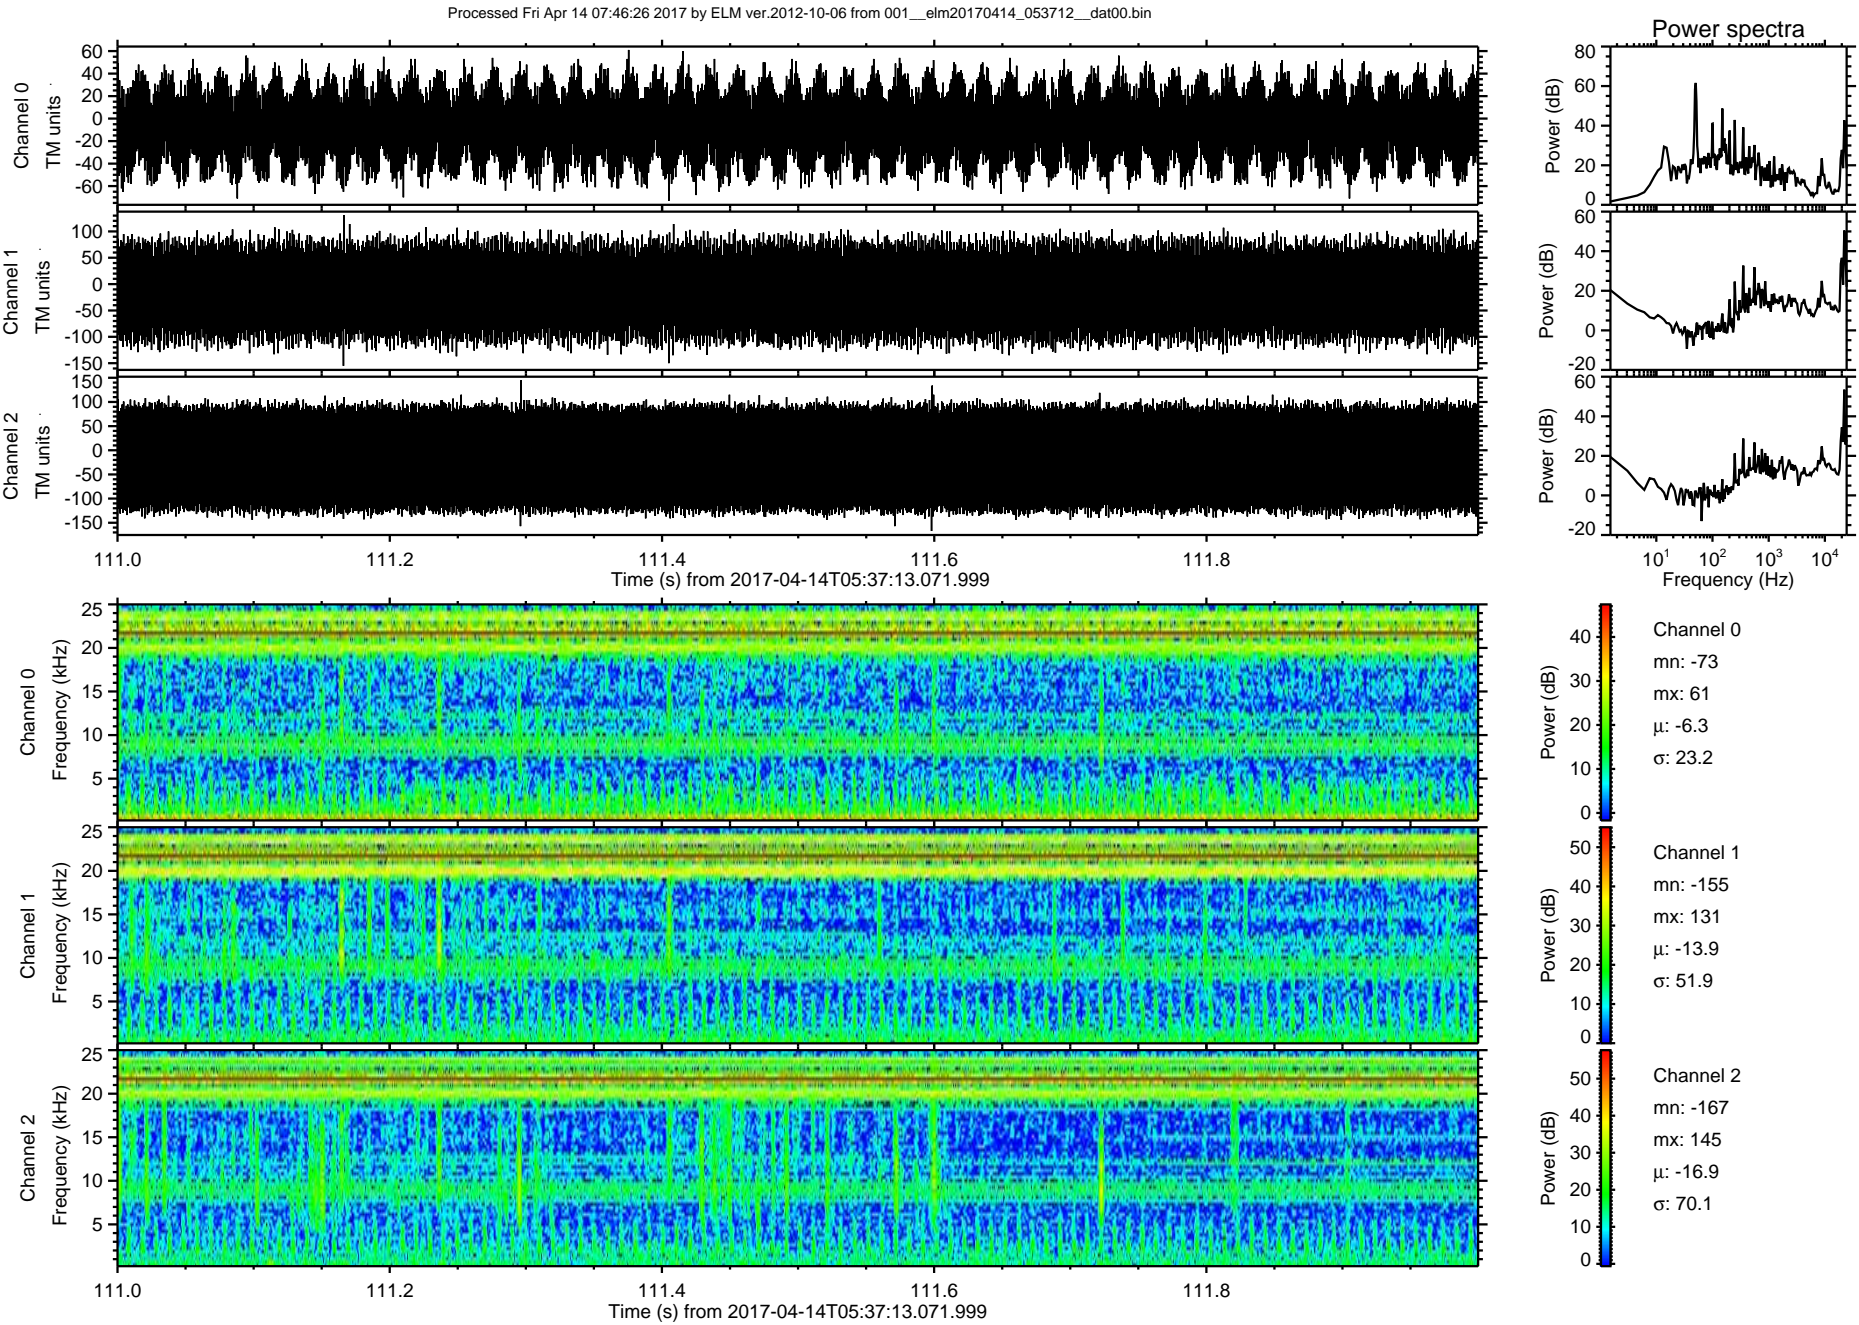 Processed Fri Apr 14 07:46:26 2017 by ELM ver.2012-10-06 from 001__elm20170414_053712__dat00.bin
Power spectra
Channel 0
TM units
60
40
20
0
-20
-40
-60
Power (dB)
80
60
40
20
0
Channel 1
TM units
100
50
0
-50
-100
-150
Power (dB)
60
40
20
0
-20
Channel 2
TM units
150
100
50
0
-50
-100
-150
Power (dB)
60
40
20
0
-20
111.0 111.2 111.4 111.6 111.8
Time (s) from 2017-04-14T05:37:13.071.999
10^1 10^2 10^3 10^4
Frequency (Hz)
Channel 0
Frequency (kHz)
25
20
15
10
5
Power (dB)
40
30
20
10
0
Channel 0
mn: -73
mx: 61
μ: -6.3
σ: 23.2
Channel 1
Frequency (kHz)
25
20
15
10
5
Power (dB)
50
40
30
20
10
0
Channel 1
mn: -155
mx: 131
μ: -13.9
σ: 51.9
Channel 2
Frequency (kHz)
25
20
15
10
5
Power (dB)
50
40
30
20
10
0
Channel 2
mn: -167
mx: 145
μ: -16.9
σ: 70.1
111.0 111.2 111.4 111.6 111.8
Time (s) from 2017-04-14T05:37:13.071.999